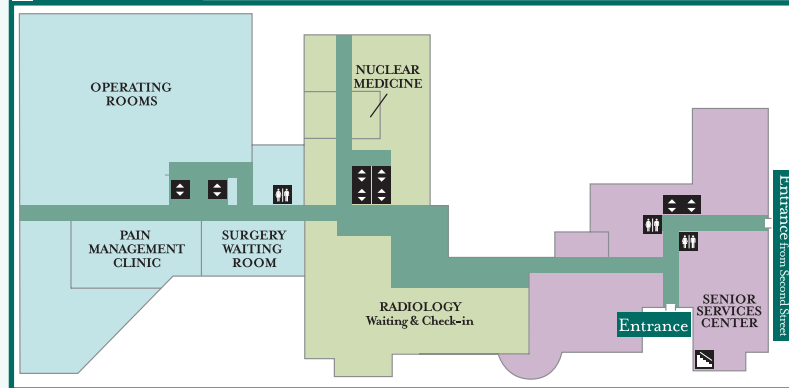 OPERATING
ROOMS
NUCLEAR
MEDICINE
PAIN
MANAGEMENT
CLINIC
SURGERY
WAITING
ROOM
RADIOLOGY
Waiting & Check-in
Entrance
SENIOR
SERVICES
CENTER
Entrance from Second Street